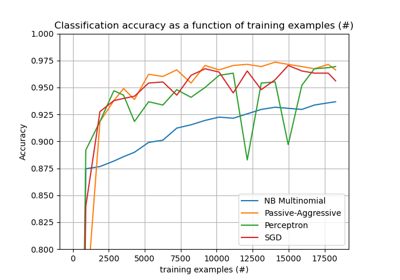 Classification accuracy as a function of training examples (#)
1.000
0.975
0.950
0.925
0.900
0.875
0.850
0.825
0.800
Accuracy
NB Multinomial
Passive-Aggressive
Perceptron
SGD
0 2500 5000 7500 10000 12500 15000 17500
training examples (#)